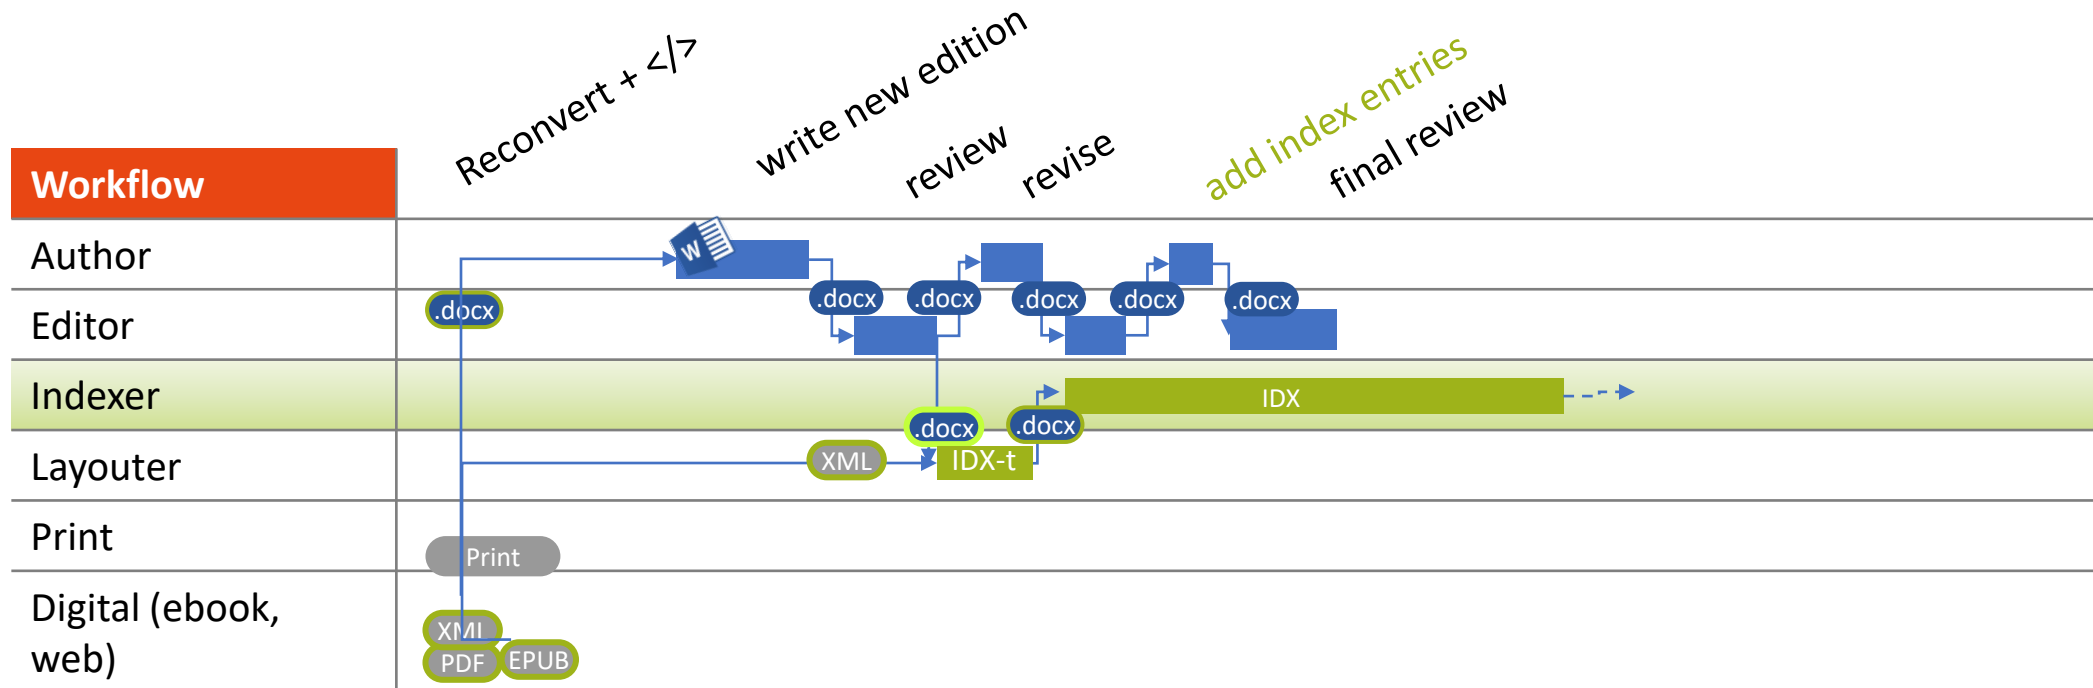 Reconvert + </>
write new edition
review
revise
add index entries
final review
Workflow
Author
W
.docx
.docx
.docx
.docx
.docx
.docx
Editor
Indexer
IDX
.docx
.docx
Layouter
XML
IDX-t
Print
Print
Digital (ebook,
web)
XML
PDF
EPUB